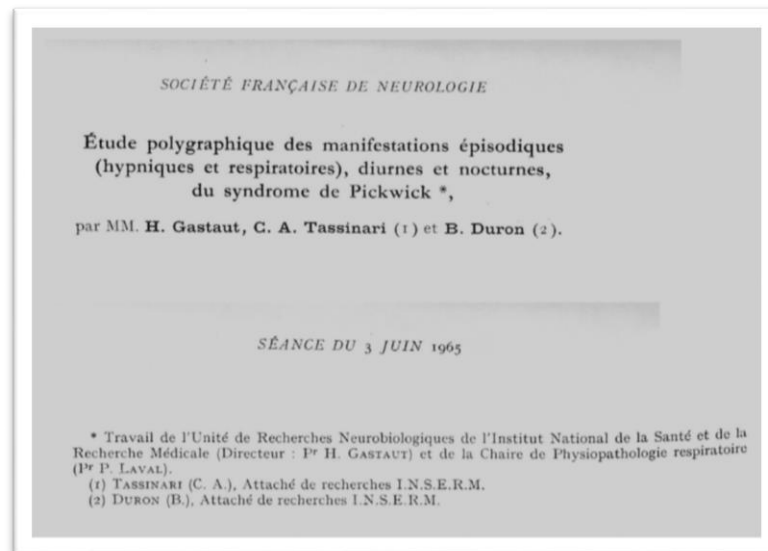 SOCIÉTÉ FRANÇAISE DE NEUROLOGIE
Étude polygraphique des manifestations épisodiques
(hypniques et respiratoires), diurnes et nocturnes,
du syndrome de Pickwick *,
par MM. H. Gastaut, C. A. Tassinari (1) et B. Duron (2).
SÉANCE DU 3 JUIN 1965
* Travail de l'Unité de Recherches Neurobiologiques de l'Institut National de la Santé et de la
Recherche Médicale (Directeur : Pr H. GASTAUT) et de la Chaire de Physiopathologie respiratoire
(Pr P. LAVAL).
(1) TASSINARI (C. A.), Attaché de recherches I.N.S.E.R.M.
(2) DURON (B.), Attaché de recherches I.N.S.E.R.M.